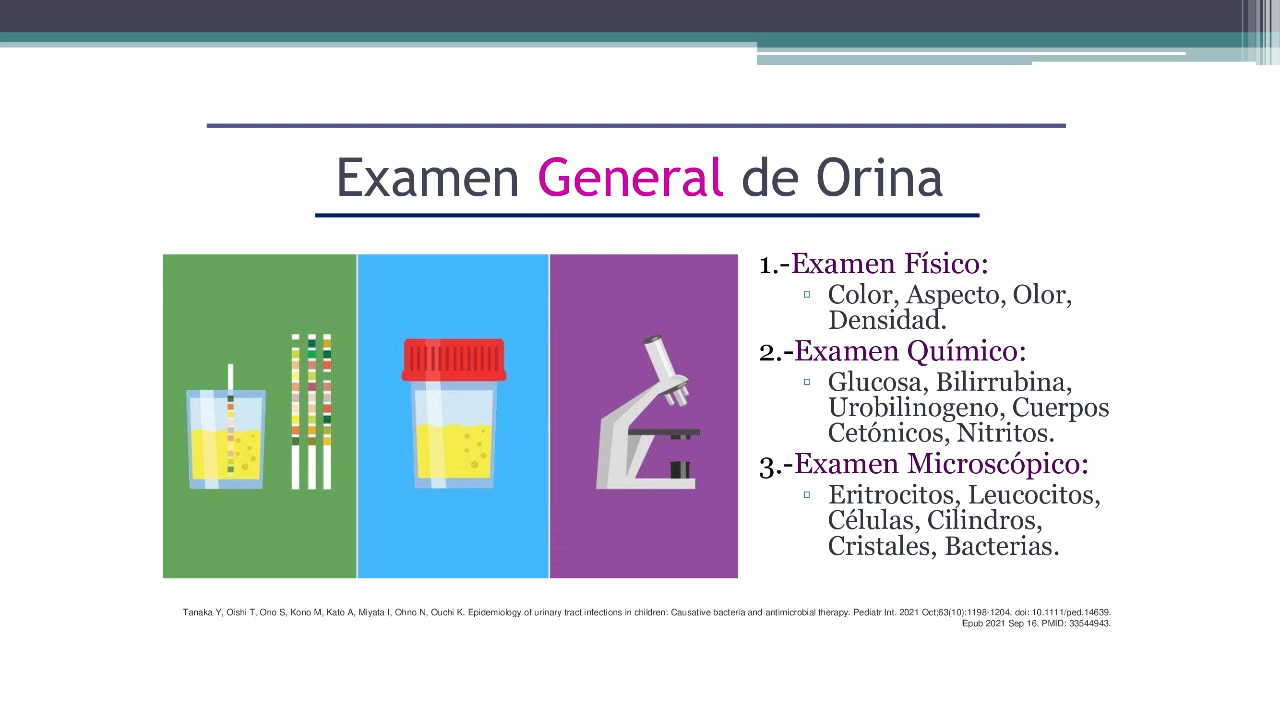 Examen General de Orina
1.-Examen Físico:
▫ Color, Aspecto, Olor,
Densidad.
2.-Examen Químico:
▫ Glucosa, Bilirrubina,
Urobilinogeno, Cuerpos
Cetónicos, Nitritos.
3.-Examen Microscópico:
▫ Eritrocitos, Leucocitos,
Células, Cilindros,
Cristales, Bacterias.
Tanaka Y, Oishi T, Ono S, Kono M, Kato A, Miyata I, Ohno N, Ouchi K. Epidemiology of urinary tract infections in children: Causative bacteria and antimicrobial therapy. Pediatr Int. 2021 Oct;63(10):1198-1204. doi: 10.1111/ped.14639.
Epub 2021 Sep 16. PMID: 33544943.